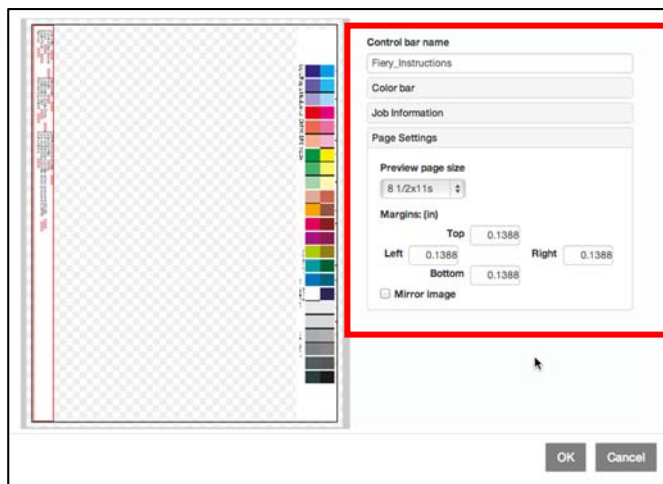 Control bar name
Fiery_Instructions
Color bar
Job Information
Page Settings
Preview page size
8 1/2x11s
Margins: (in)
Top 0.1388
Left 0.1388 Right 0.1388
Bottom 0.1388
Mirror image
OK Cancel